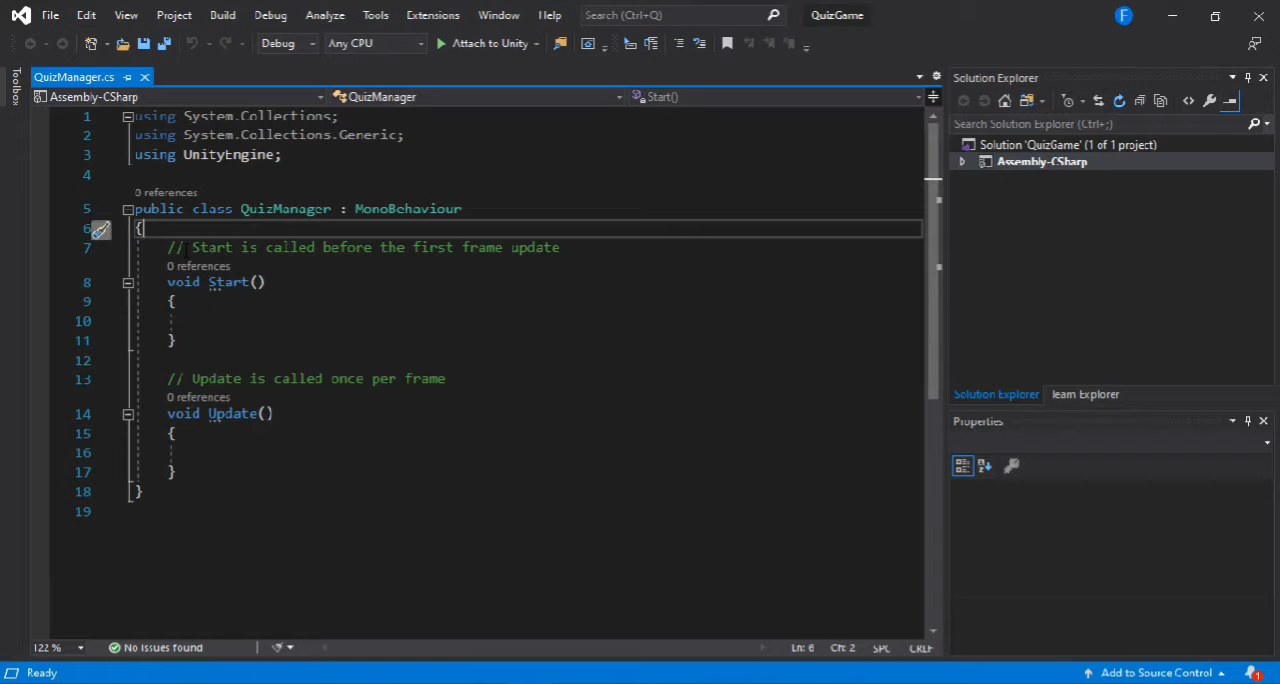 File Edit View Project Build Debug Analyze Tools Extensions Window Help Search (Ctrl+Q) QuizGame F
Debug Any CPU Attach to Unity
Toolbox
QuizManager.cs
Assembly-CSharp QuizManager Start()
1 using System.Collections;
2 using System.Collections.Generic;
3 using UnityEngine;
4
0 references
5 public class QuizManager : MonoBehaviour
6 {
7 // Start is called before the first frame update
0 references
8 void Start()
9 {
10
11 }
12
13 // Update is called once per frame
0 references
14 void Update()
15 {
16
17 }
18 }
19
122 % No issues found Ln: 6 Ch: 2 SPC CRLF
Solution Explorer
Search Solution Explorer (Ctrl+;)
Solution 'QuizGame' (1 of 1 project)
Assembly-CSharp
Solution Explorer Team Explorer
Properties
Ready Add to Source Control 1